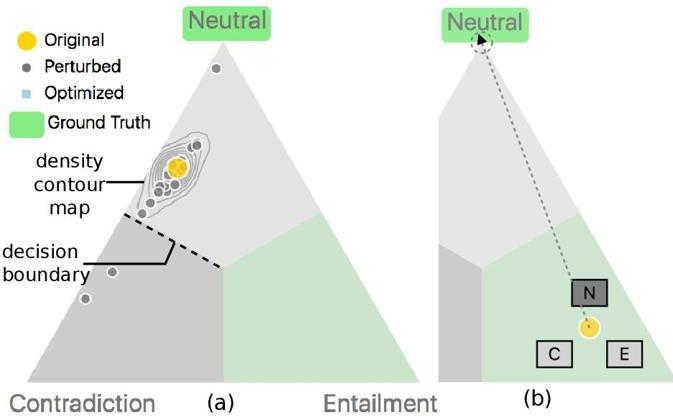 Neutral
Original
Perturbed
Optimized
Ground Truth
density
contour
map
decision
boundary
Contradiction
(a)
Entailment
Neutral
N
C
E
(b)